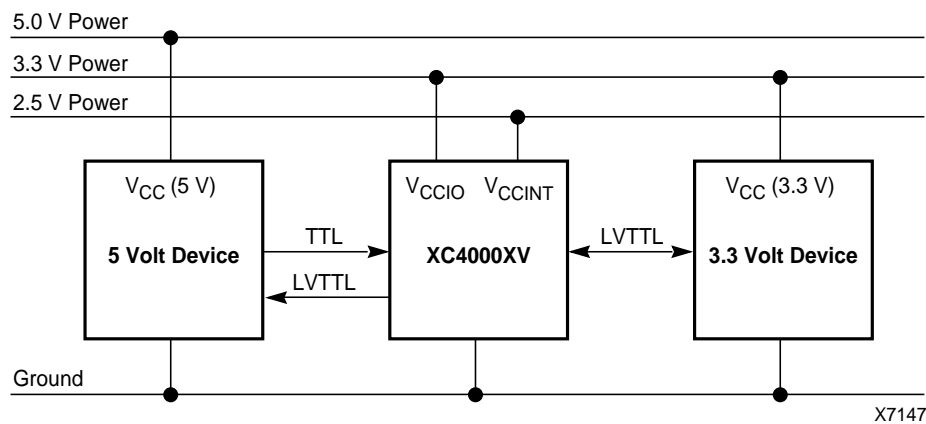 5.0 V Power
3.3 V Power
2.5 V Power
VCC (5 V)
5 Volt Device
TTL
LVTTL
VCCIO VCCINT
XC4000XV
LVTTL
VCC (3.3 V)
3.3 Volt Device
Ground
X7147